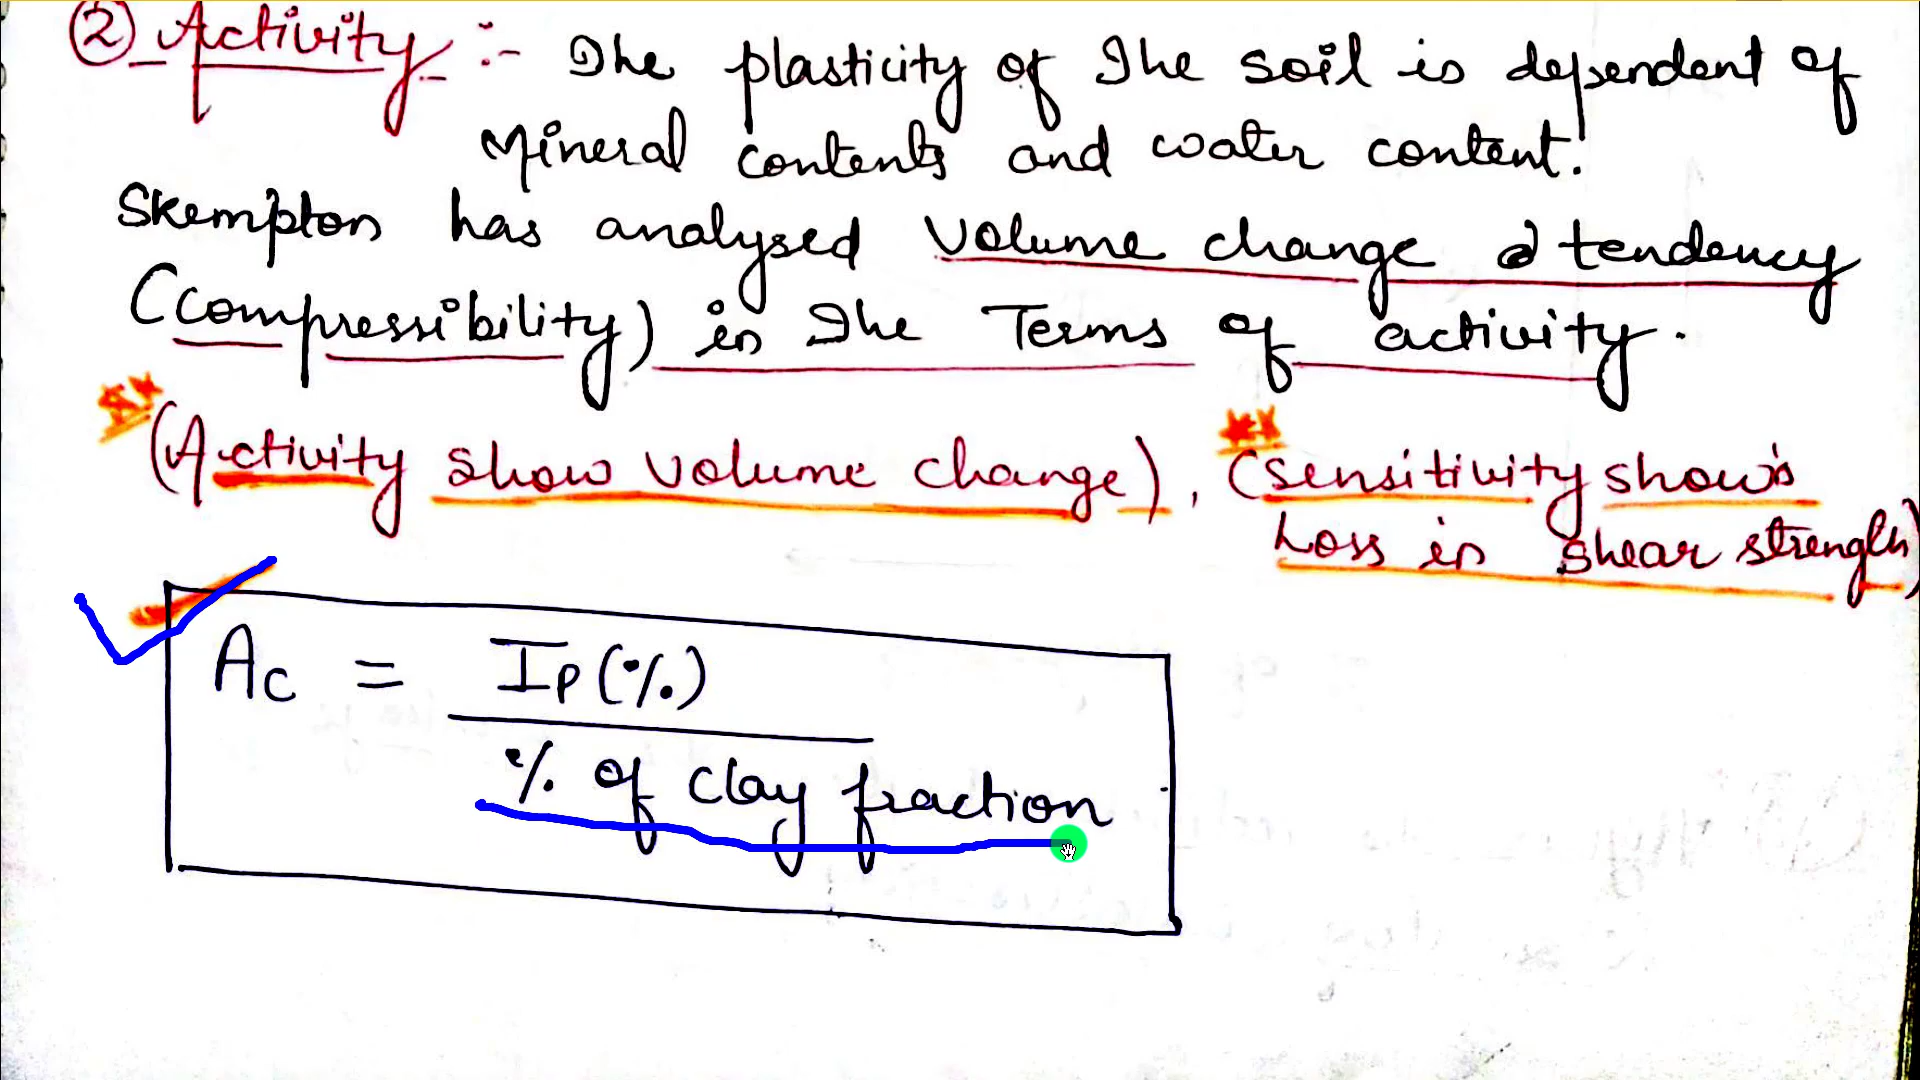 ② Activity :- The plasticity of The soil is dependent of
Mineral contents and water content.
Skempton has analysed volume change & tendency
(compressibility) in The Terms of activity.
(Activity show volume change), (sensitivity show's
Loss in shear strength)
Ac = Ip (%)
% of clay fraction